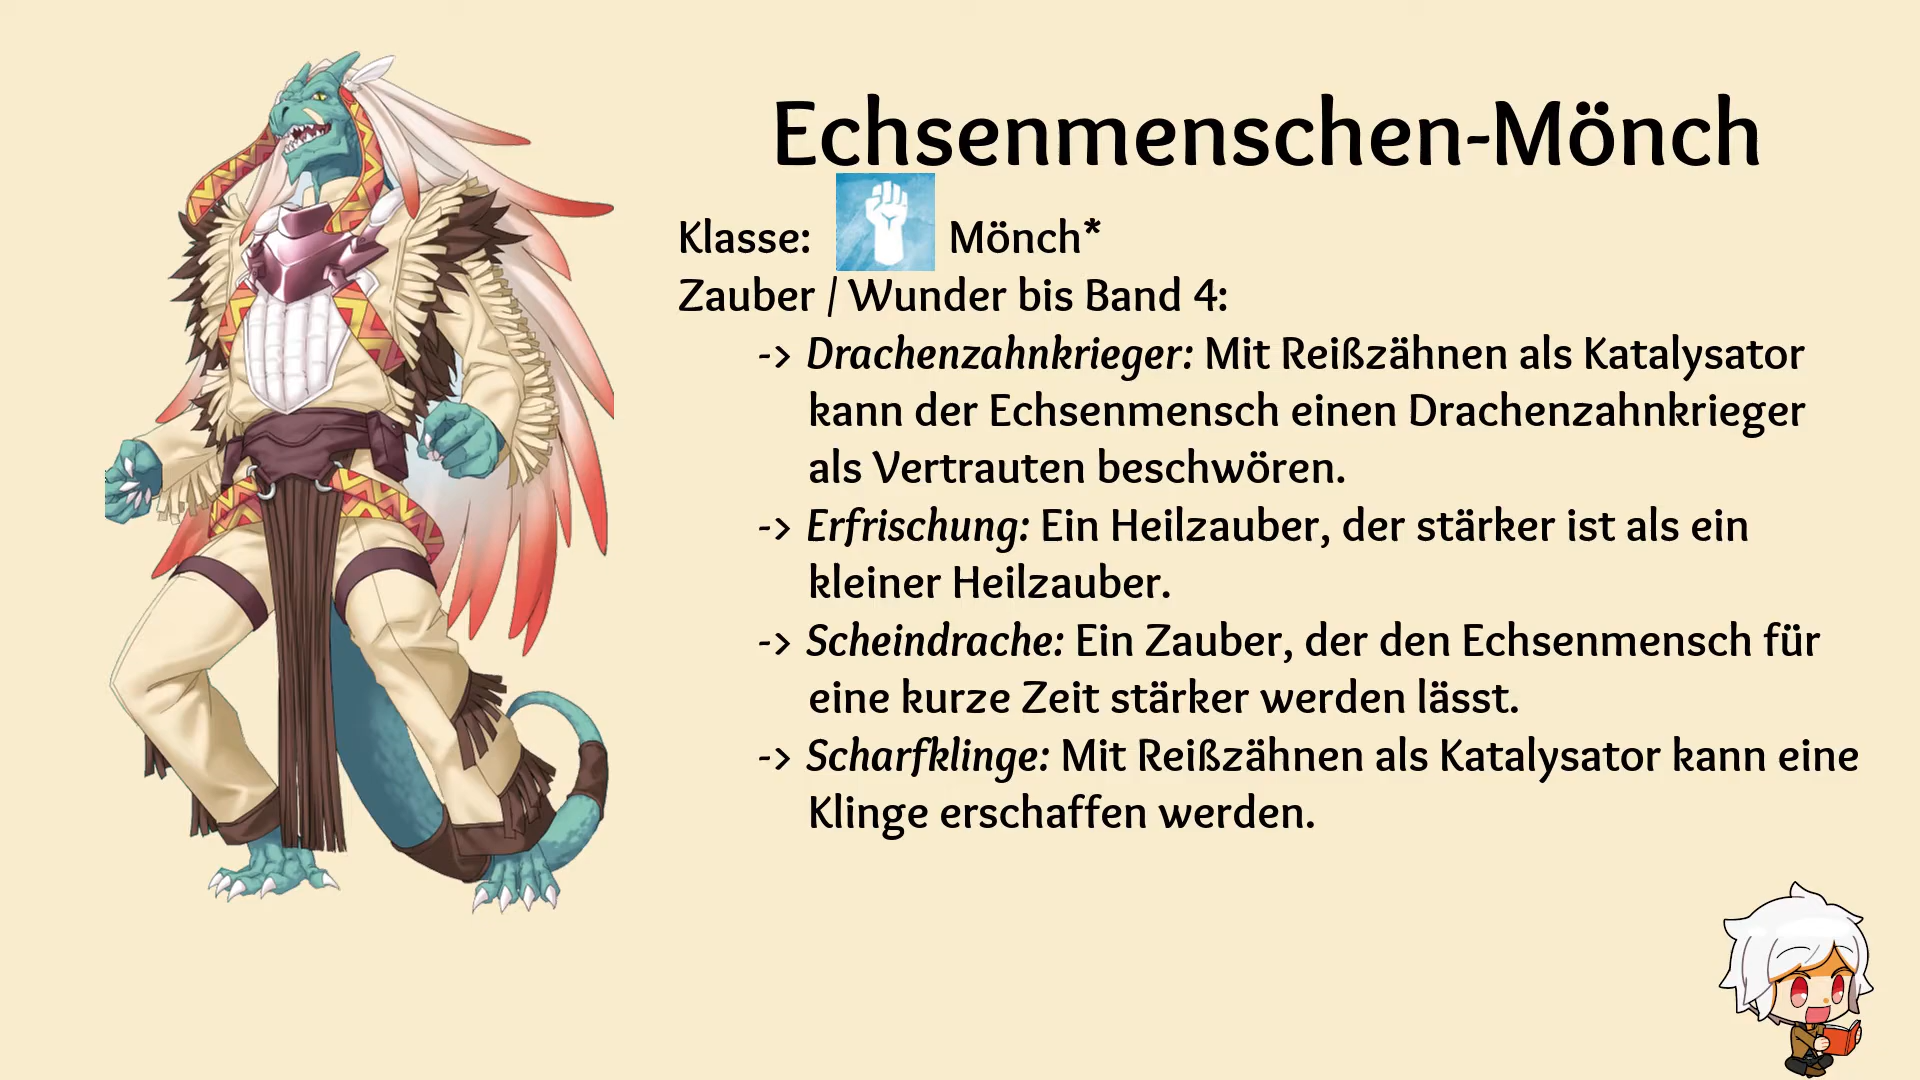 Echsenmenschen-Mönch
Klasse: Mönch*
Zauber / Wunder bis Band 4:
-> Drachenzahnkrieger: Mit Reißzähnen als Katalysator
kann der Echsenmensch einen Drachenzahnkrieger
als Vertrauten beschwören.
-> Erfrischung: Ein Heilzauber, der stärker ist als ein
kleiner Heilzauber.
-> Scheindrache: Ein Zauber, der den Echsenmensch für
eine kurze Zeit stärker werden lässt.
-> Scharfklinge: Mit Reißzähnen als Katalysator kann eine
Klinge erschaffen werden.